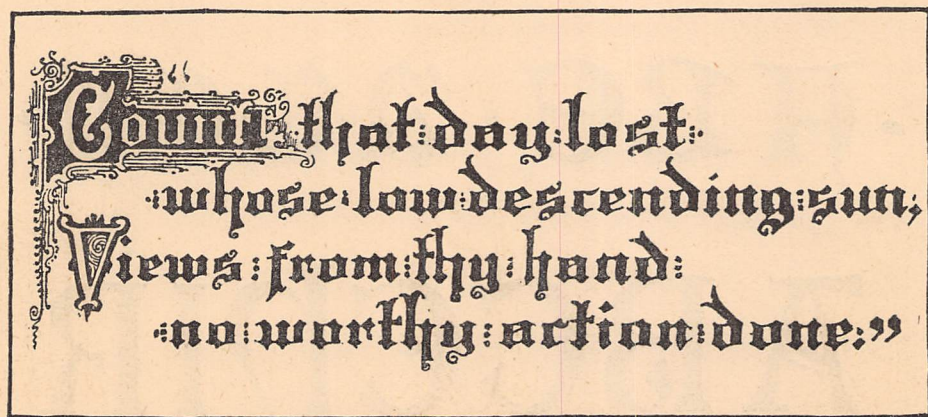 “Count that day lost
whose low descending sun,
Views from thy hand
no worthy action done.”